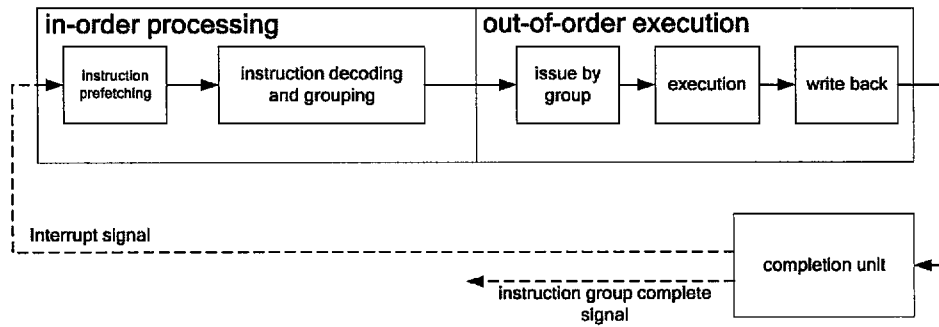 in-order processing
out-of-order execution
instruction
prefetching
instruction decoding
and grouping
issue by
group
execution
write back
Interrupt signal
completion unit
instruction group complete
signal